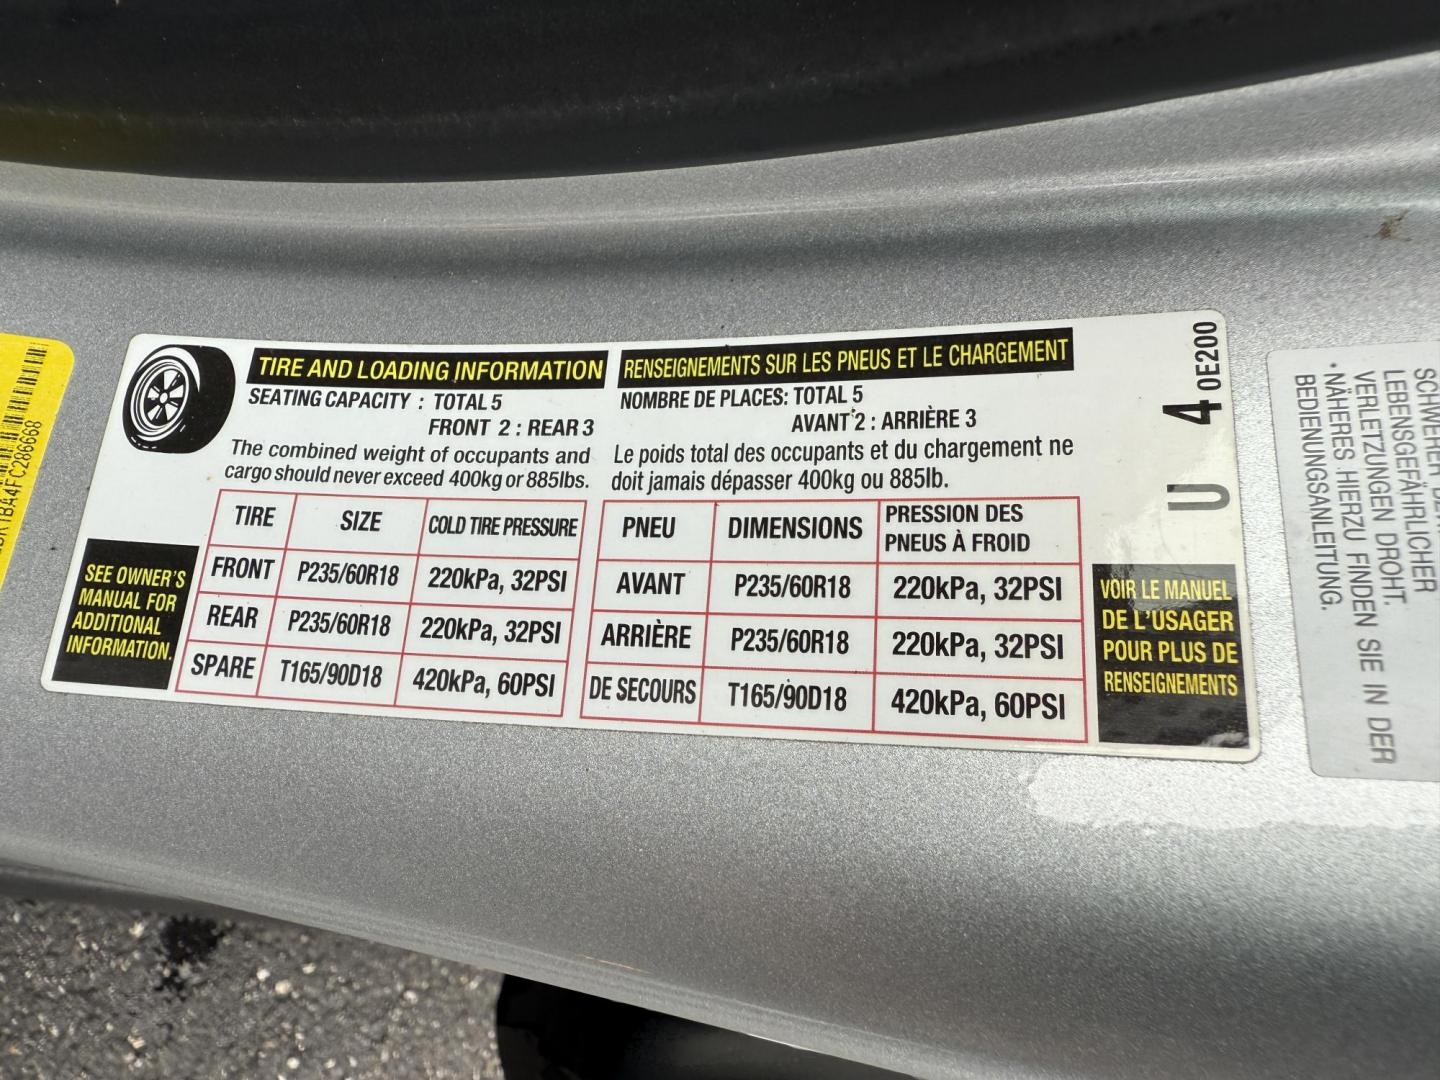 TIRE AND LOADING INFORMATION
SEATING CAPACITY : TOTAL 5
FRONT 2 : REAR 3
The combined weight of occupants and
cargo should never exceed 400kg or 885lbs.
TIRE SIZE COLD TIRE PRESSURE
FRONT P235/60R18 220kPa, 32PSI
REAR P235/60R18 220kPa, 32PSI
SPARE T165/90D18 420kPa, 60PSI
SEE OWNER'S
MANUAL FOR
ADDITIONAL
INFORMATION.
RENSEIGNEMENTS SUR LES PNEUS ET LE CHARGEMENT
NOMBRE DE PLACES: TOTAL 5
AVANT 2 : ARRIÈRE 3
Le poids total des occupants et du chargement ne
doit jamais dépasser 400kg ou 885lb.
PNEU DIMENSIONS PRESSION DES
PNEUS À FROID
AVANT P235/60R18 220kPa, 32PSI
ARRIÈRE P235/60R18 220kPa, 32PSI
DE SECOURS T165/90D18 420kPa, 60PSI
VOIR LE MANUEL
DE L'USAGER
POUR PLUS DE
RENSEIGNEMENTS
U 4 0E200
LEBENSGEFÄHRLICHER
VERLETZUNGEN DROHT.
• NÄHERES HIERZU FINDEN SIE IN DER
BEDIENUNGSANLEITUNG.